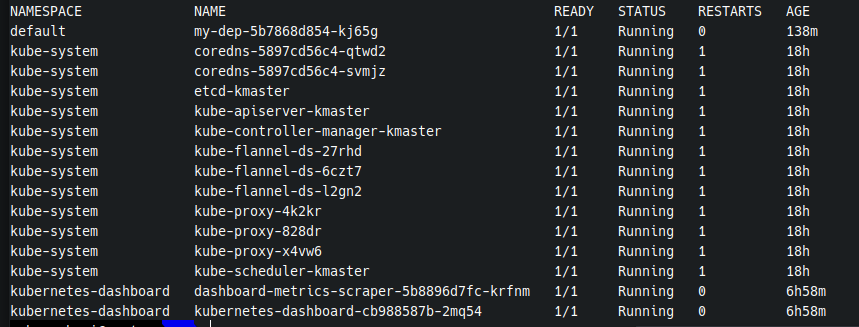 NAMESPACE NAME READY STATUS RESTARTS AGE
default my-dep-5b7868d854-kj65g 1/1 Running 0 138m
kube-system coredns-5897cd56c4-qtwd2 1/1 Running 1 18h
kube-system coredns-5897cd56c4-svmjz 1/1 Running 1 18h
kube-system etcd-kmaster 1/1 Running 1 18h
kube-system kube-apiserver-kmaster 1/1 Running 1 18h
kube-system kube-controller-manager-kmaster 1/1 Running 1 18h
kube-system kube-flannel-ds-27rhd 1/1 Running 1 18h
kube-system kube-flannel-ds-6czt7 1/1 Running 1 18h
kube-system kube-flannel-ds-l2gn2 1/1 Running 1 18h
kube-system kube-proxy-4k2kr 1/1 Running 1 18h
kube-system kube-proxy-828dr 1/1 Running 1 18h
kube-system kube-proxy-x4vw6 1/1 Running 1 18h
kube-system kube-scheduler-kmaster 1/1 Running 1 18h
kubernetes-dashboard dashboard-metrics-scraper-5b8896d7fc-krfnm 1/1 Running 0 6h58m
kubernetes-dashboard kubernetes-dashboard-cb988587b-2mq54 1/1 Running 0 6h58m